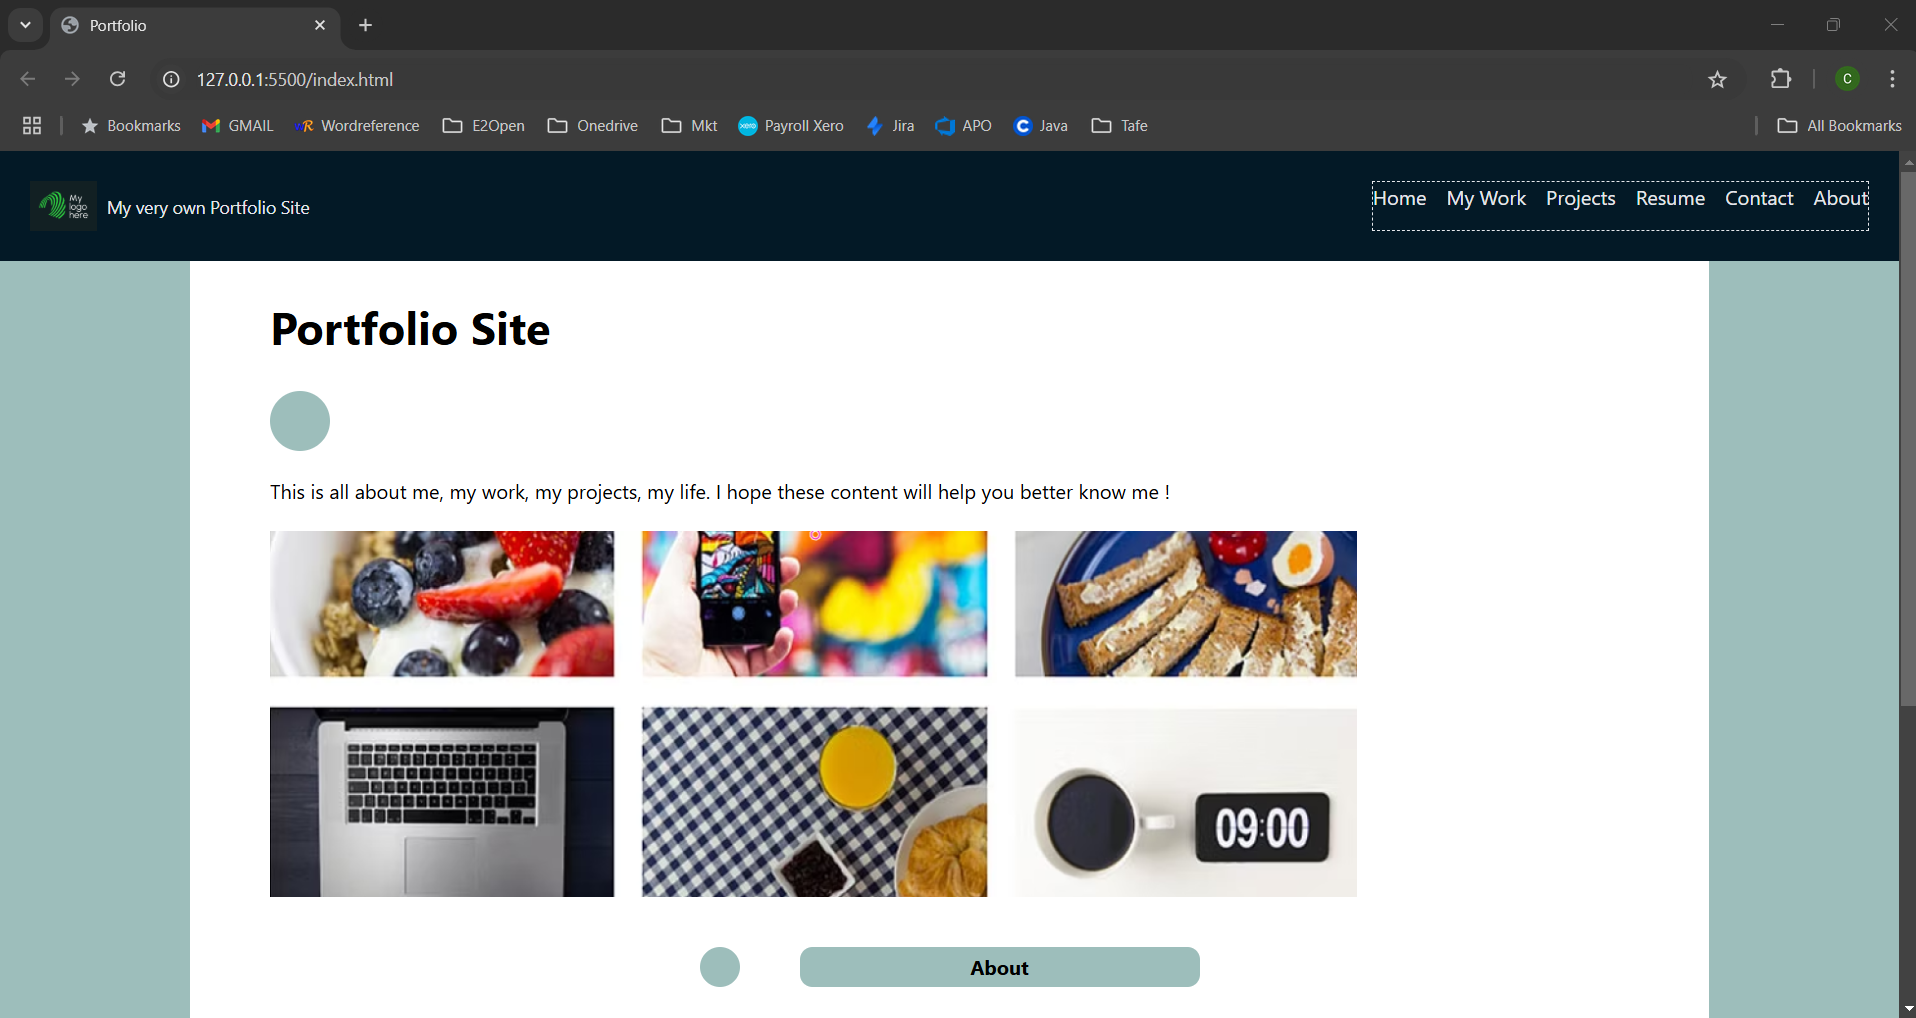 Portfolio
127.0.0.1:5500/index.html
Bookmarks GMAIL Wordreference E2Open Onedrive Mkt xero Payroll Xero Jira APO Java Tafe All Bookmarks
C
My logo here
My very own Portfolio Site
Home My Work Projects Resume Contact About
Portfolio Site
This is all about me, my work, my projects, my life. I hope these content will help you better know me !
09:00
About